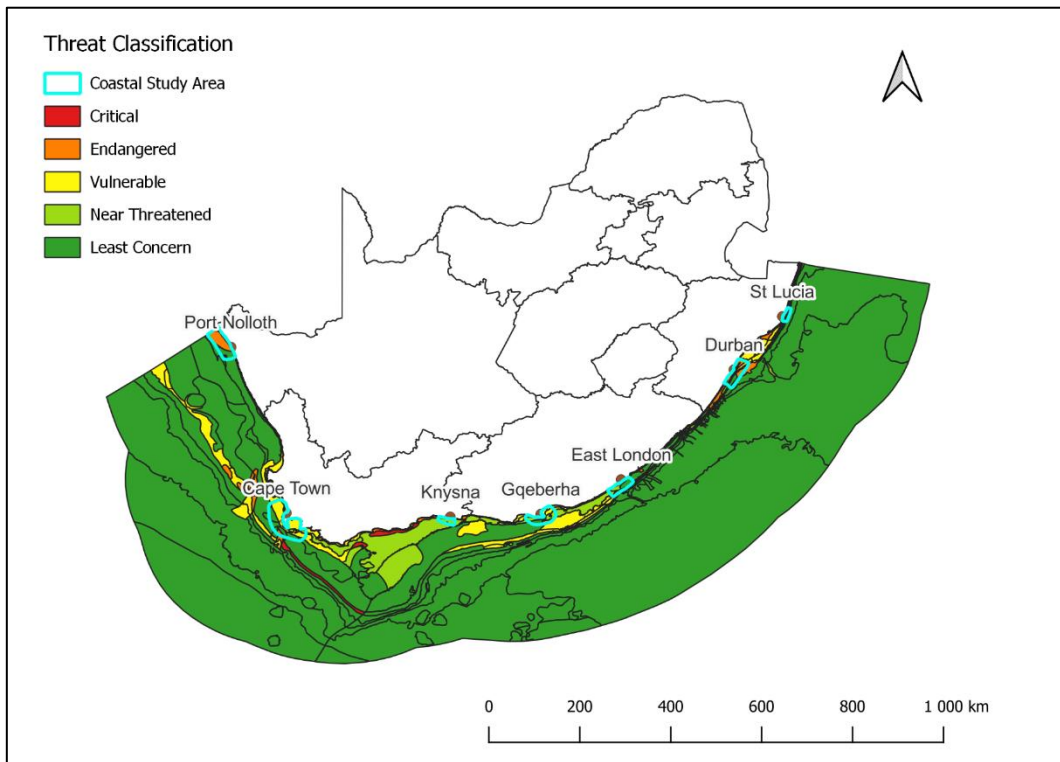 Threat Classification
Coastal Study Area
Critical
Endangered
Vulnerable
Near Threatened
Least Concern
St Lucia
Port-Nolloth
Durban
East London
Cape Town
Knysna
Gqeberha
0 200 400 600 800 1 000 km